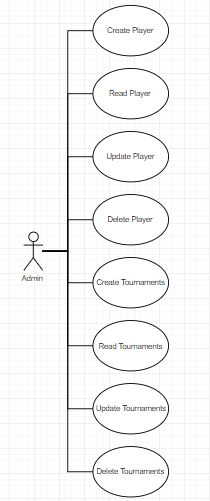 Create Player
Read Player
Update Player
Delete Player
Admin
Create Tournaments
Read Tournaments
Update Tournaments
Delete Tournaments